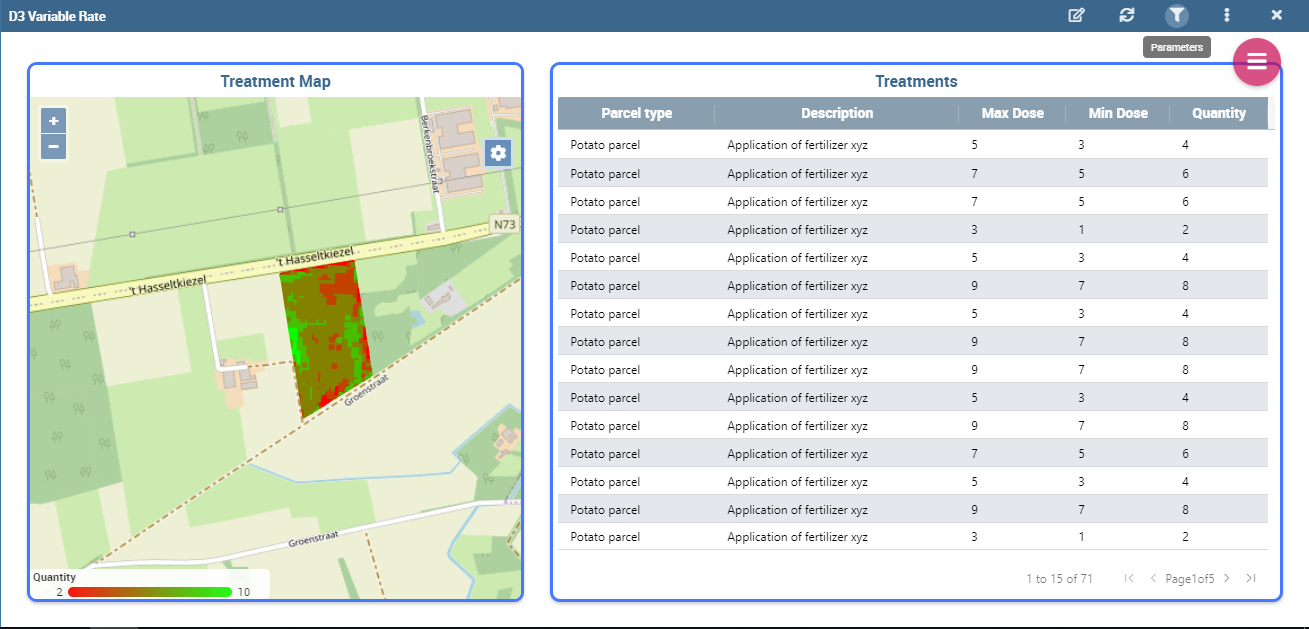 D3 Variable Rate
Parameters
Treatment Map
+
−
Berkenbroekstraat
N73
't Hasseltkiezel
't Hasseltkiezel
Groenstraat
Groenstraat
Quantity
2 10
Treatments
Parcel type Description Max Dose Min Dose Quantity
Potato parcel Application of fertilizer xyz 5 3 4
Potato parcel Application of fertilizer xyz 7 5 6
Potato parcel Application of fertilizer xyz 7 5 6
Potato parcel Application of fertilizer xyz 3 1 2
Potato parcel Application of fertilizer xyz 5 3 4
Potato parcel Application of fertilizer xyz 9 7 8
Potato parcel Application of fertilizer xyz 5 3 4
Potato parcel Application of fertilizer xyz 9 7 8
Potato parcel Application of fertilizer xyz 9 7 8
Potato parcel Application of fertilizer xyz 5 3 4
Potato parcel Application of fertilizer xyz 9 7 8
Potato parcel Application of fertilizer xyz 7 5 6
Potato parcel Application of fertilizer xyz 5 3 4
Potato parcel Application of fertilizer xyz 9 7 8
Potato parcel Application of fertilizer xyz 3 1 2
1 to 15 of 71 Page1of5